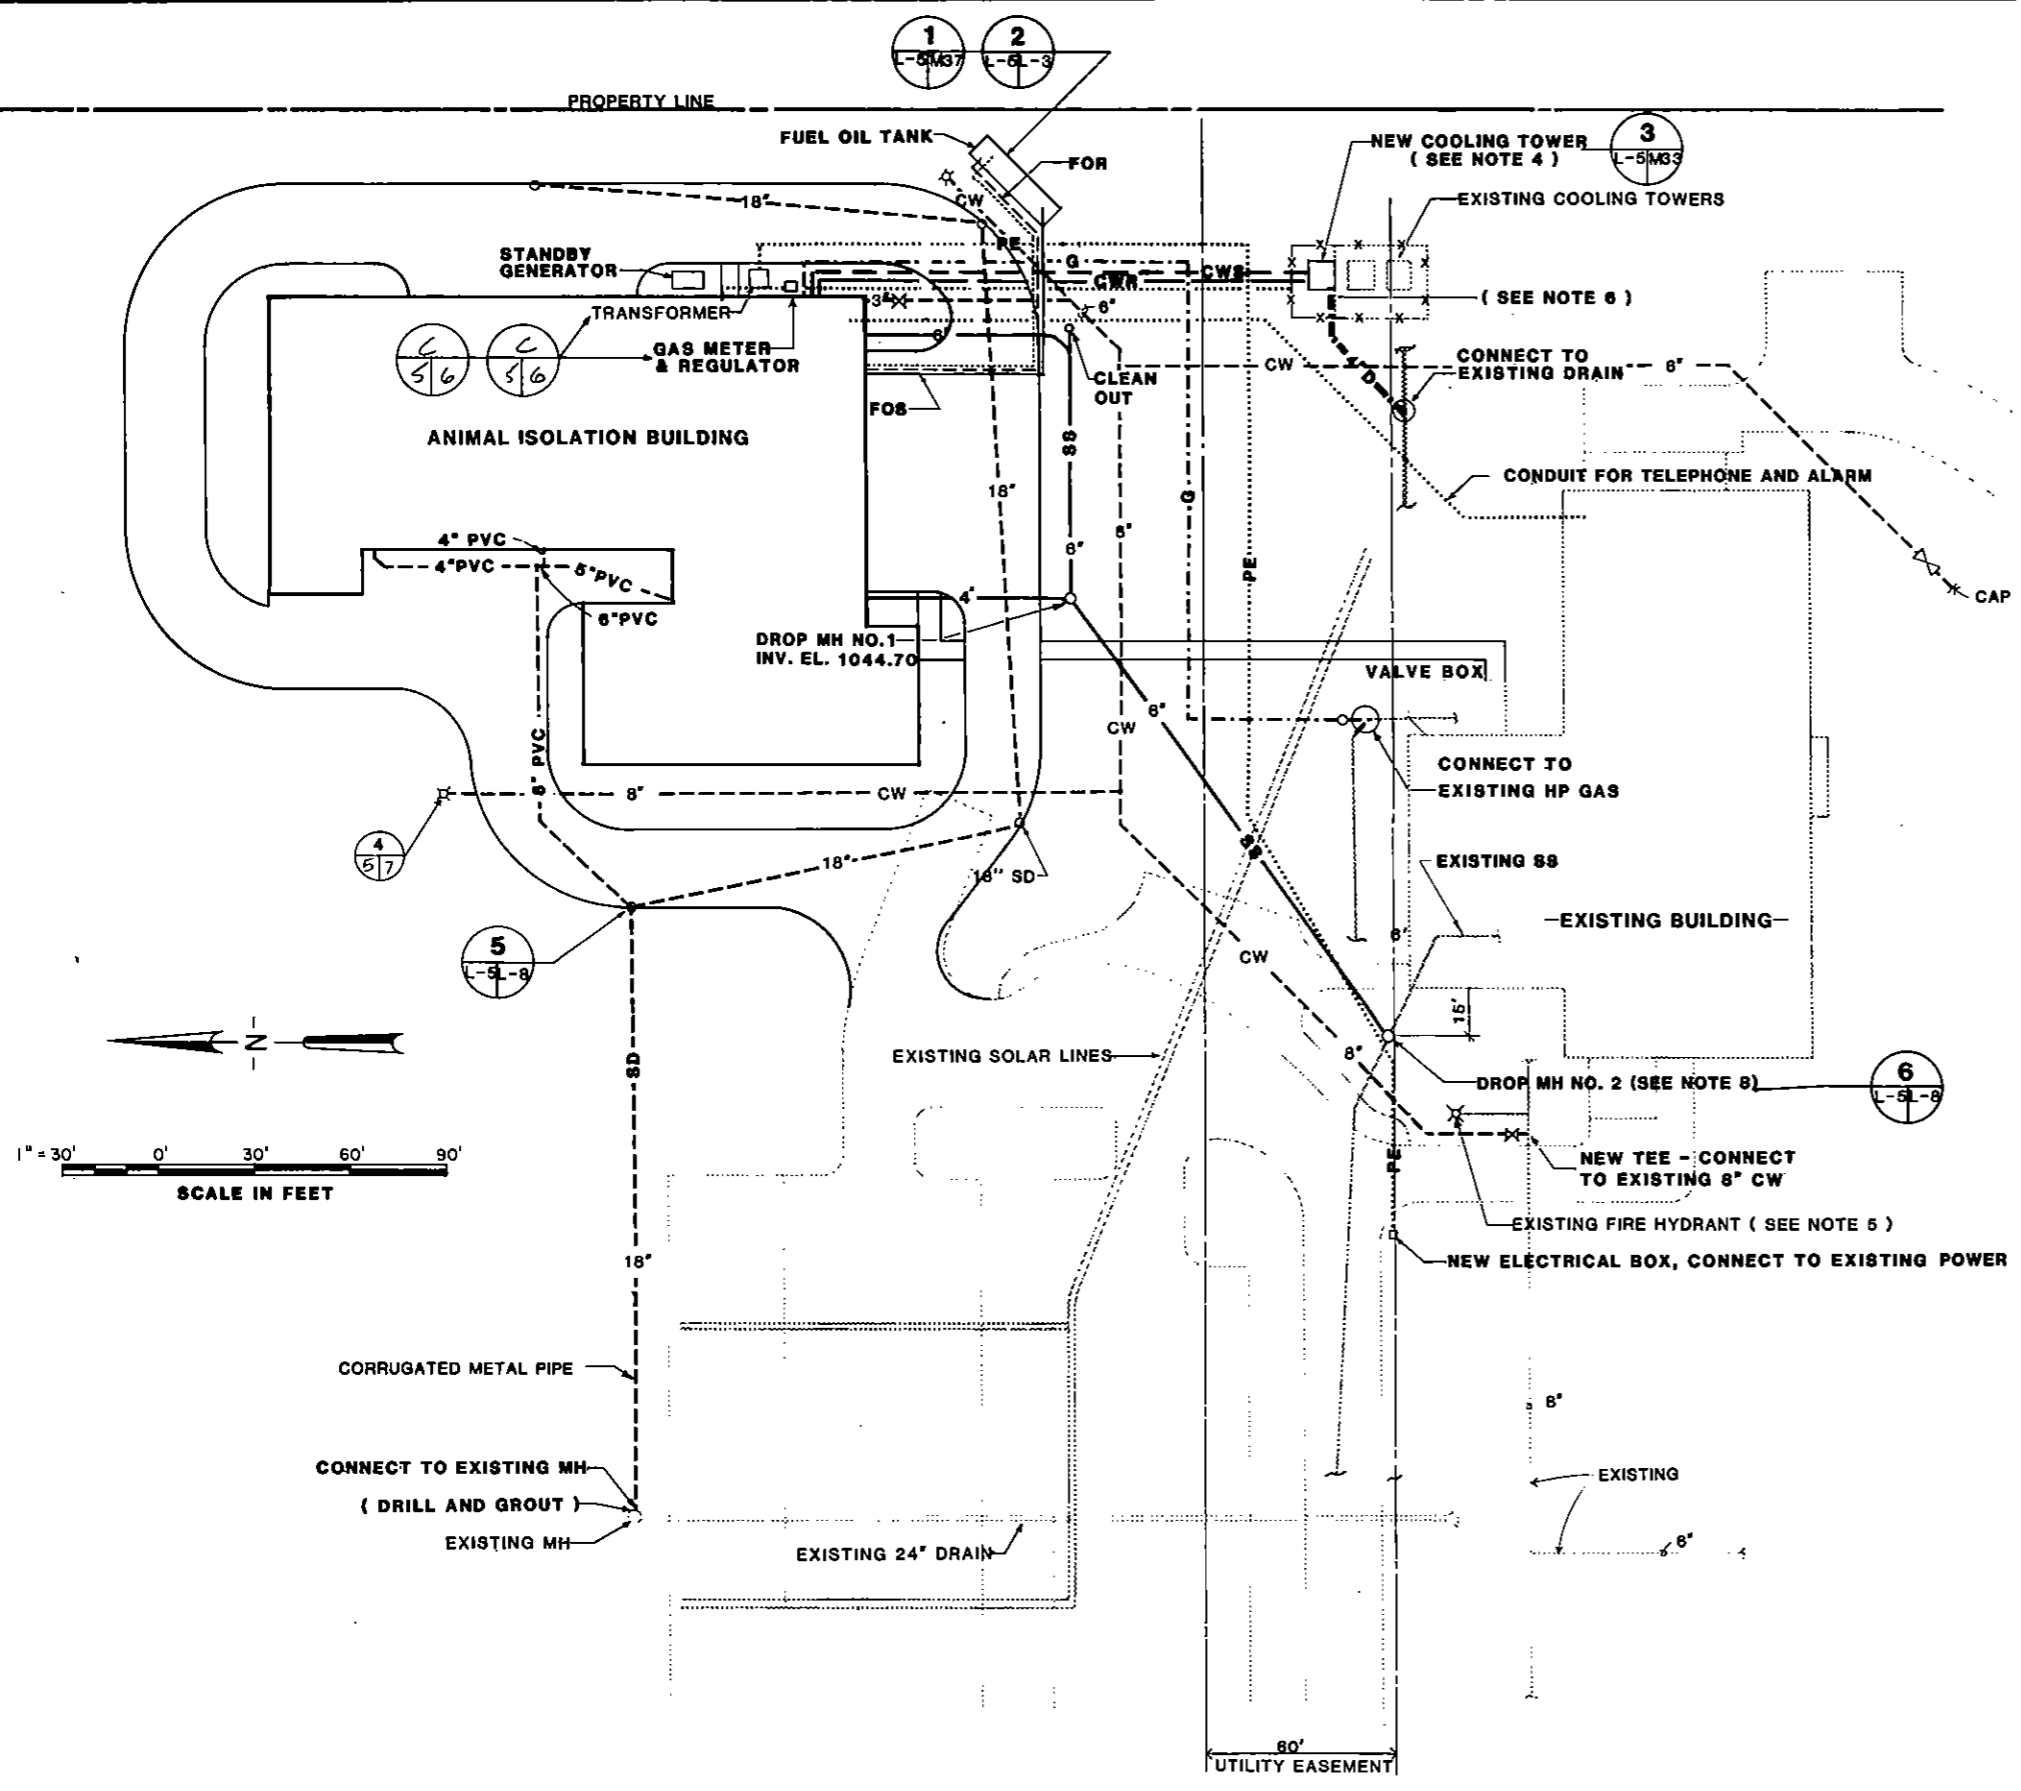 1
L-5 M37
2
L-5 L-3
PROPERTY LINE
FUEL OIL TANK
FOR
NEW COOLING TOWER
( SEE NOTE 4 )
3
L-5 M33
EXISTING COOLING TOWERS
18"
CW
PE
STANDBY
GENERATOR
G
CWS
CWR
3"
6"
( SEE NOTE 6 )
TRANSFORMER
C
5 6
C
5 6
GAS METER
& REGULATOR
6"
CLEAN
OUT
CW
CONNECT TO
EXISTING DRAIN
4"D
FOS
ANIMAL ISOLATION BUILDING
SS
18"
G
CONDUIT FOR TELEPHONE AND ALARM
8"
6"
PE
4" PVC
4"PVC
5"PVC
6"PVC
4"
CAP
DROP MH NO.1
INV. EL. 1044.70
VALVE BOX
6"
CW
8" PVC
CONNECT TO
EXISTING HP GAS
8"
CW
4
5 7
18"
SS
18" SD
EXISTING SS
EXISTING BUILDING
5
L-5 L-8
CW
15'
N
SD
EXISTING SOLAR LINES
8"
DROP MH NO. 2 (SEE NOTE 8)
6
L-5 L-8
1"=30' 0' 30' 60' 90'
SCALE IN FEET
PE
NEW TEE - CONNECT
TO EXISTING 8" CW
EXISTING FIRE HYDRANT ( SEE NOTE 5 )
18"
NEW ELECTRICAL BOX, CONNECT TO EXISTING POWER
CORRUGATED METAL PIPE
CONNECT TO EXISTING MH
( DRILL AND GROUT )
EXISTING MH
EXISTING 24" DRAIN
EXISTING
60'
UTILITY EASEMENT